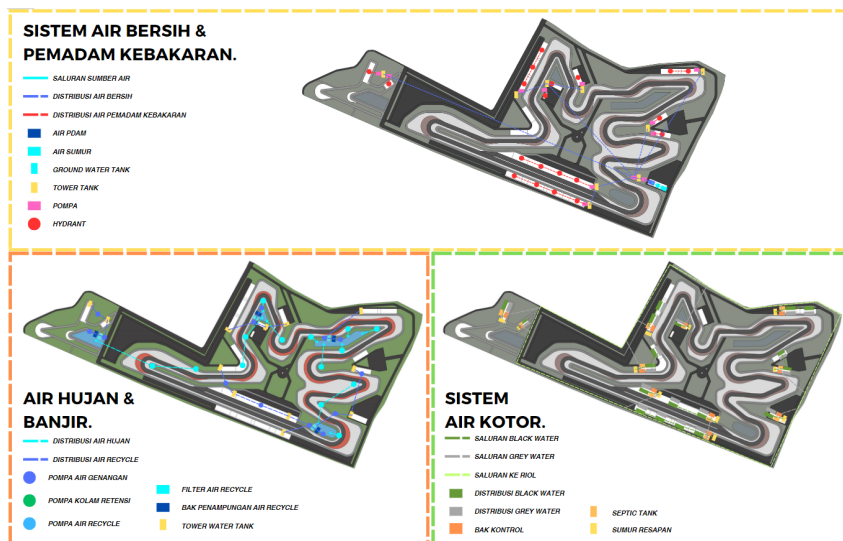 SISTEM AIR BERSIH &
PEMADAM KEBAKARAN.
SALURAN SUMBER AIR
DISTRIBUSI AIR BERSIH
DISTRIBUSI AIR PEMADAM KEBAKARAN
AIR PDAM
AIR SUMUR
GROUND WATER TANK
TOWER TANK
POMPA
HYDRANT
AIR HUJAN &
BANJIR.
DISTRIBUSI AIR HUJAN
DISTRIBUSI AIR RECYCLE
POMPA AIR GENANGAN
POMPA KOLAM RETENSI
POMPA AIR RECYCLE
FILTER AIR RECYCLE
BAK PENAMPUNGAN AIR RECYCLE
TOWER WATER TANK
SISTEM
AIR KOTOR.
SALURAN BLACK WATER
SALURAN GREY WATER
SALURAN KE RIOL
DISTRIBUSI BLACK WATER
DISTRIBUSI GREY WATER
BAK KONTROL
SEPTIC TANK
SUMUR RESAPAN